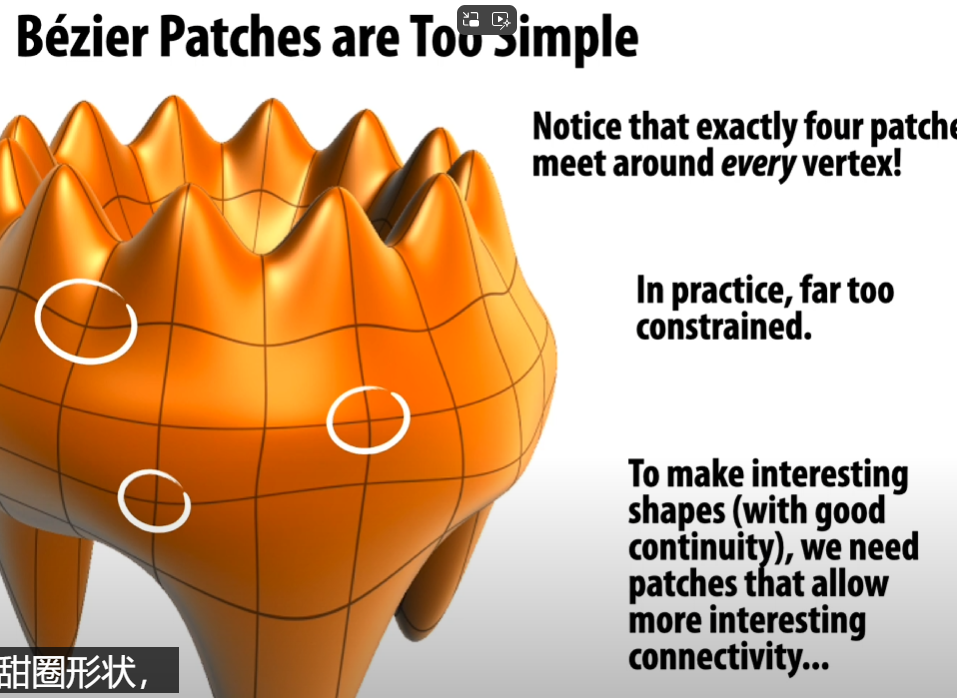 Bézier Patches are Too Simple
Notice that exactly four patche
meet around every vertex!
In practice, far too
constrained.
To make interesting
shapes (with good
continuity), we need
patches that allow
more interesting
connectivity...
甜圈形状，